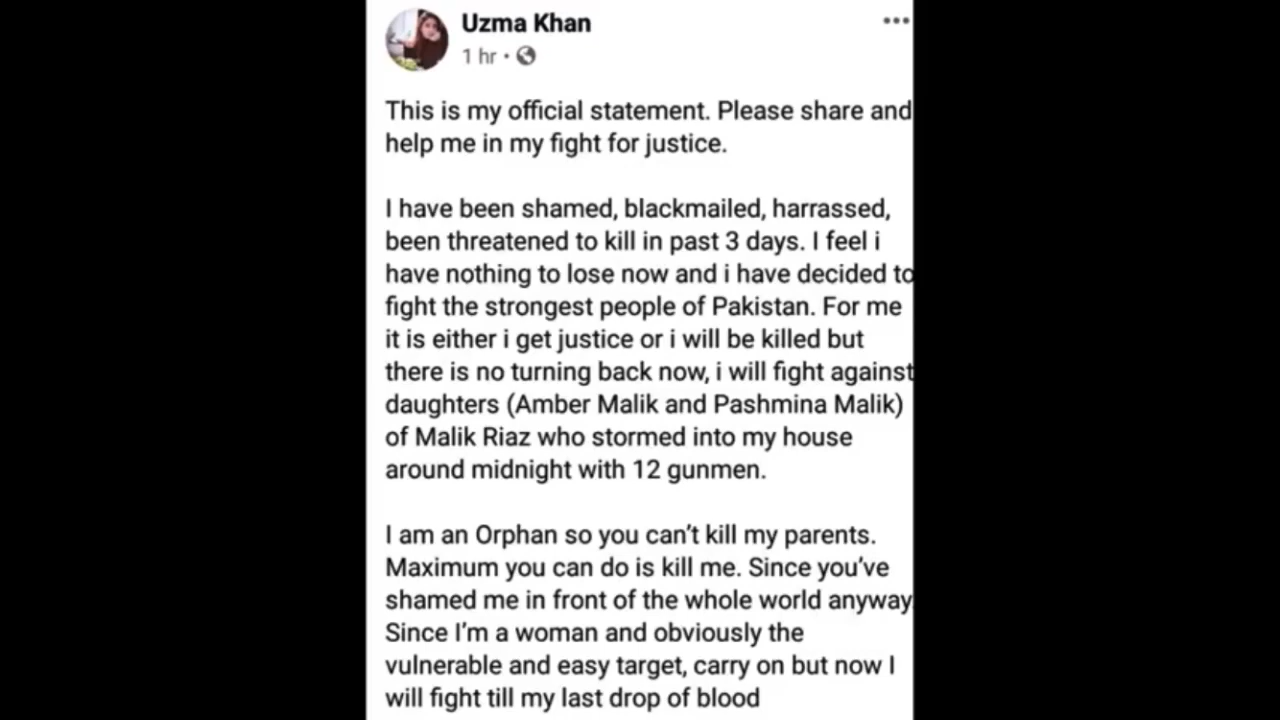 Uzma Khan
1 hr ·
This is my official statement. Please share and
help me in my fight for justice.
I have been shamed, blackmailed, harrassed,
been threatened to kill in past 3 days. I feel i
have nothing to lose now and i have decided to
fight the strongest people of Pakistan. For me
it is either i get justice or i will be killed but
there is no turning back now, i will fight against
daughters (Amber Malik and Pashmina Malik)
of Malik Riaz who stormed into my house
around midnight with 12 gunmen.
I am an Orphan so you can't kill my parents.
Maximum you can do is kill me. Since you've
shamed me in front of the whole world anyway.
Since I'm a woman and obviously the
vulnerable and easy target, carry on but now I
will fight till my last drop of blood